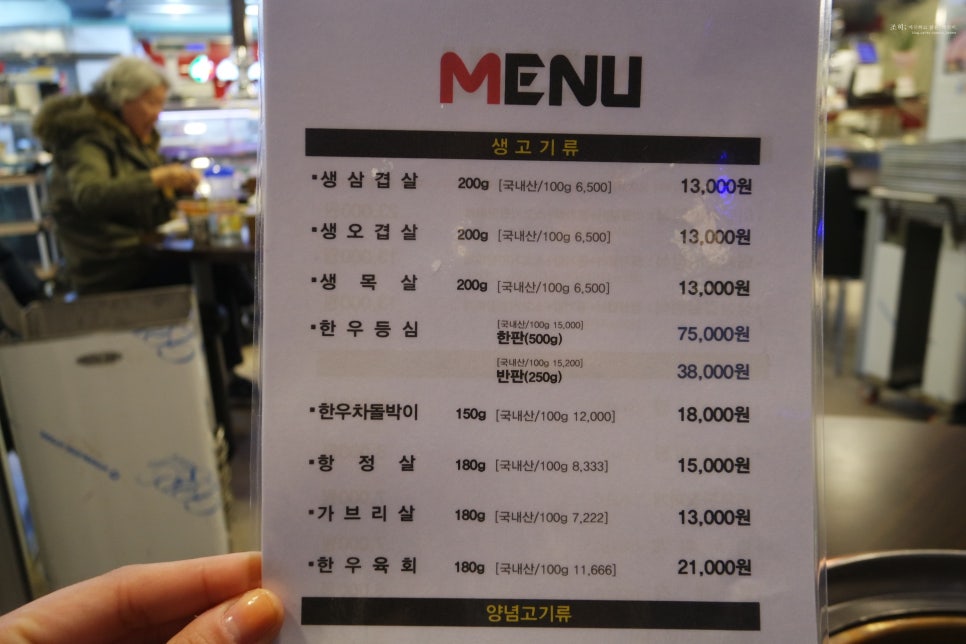 MENU
생고기류
▪생삼겹살 200g [국내산/100g 6,500] 13,000원
▪생오겹살 200g [국내산/100g 6,500] 13,000원
▪생목살 200g [국내산/100g 6,500] 13,000원
▪한우등심 [국내산/100g 15,000] 한판(500g) 75,000원
[국내산/100g 15,200] 반판(250g) 38,000원
▪한우차돌박이 150g [국내산/100g 12,000] 18,000원
▪항정살 180g [국내산/100g 8,333] 15,000원
▪가브리살 180g [국내산/100g 7,222] 13,000원
▪한우육회 180g [국내산/100g 11,666] 21,000원
양념고기류